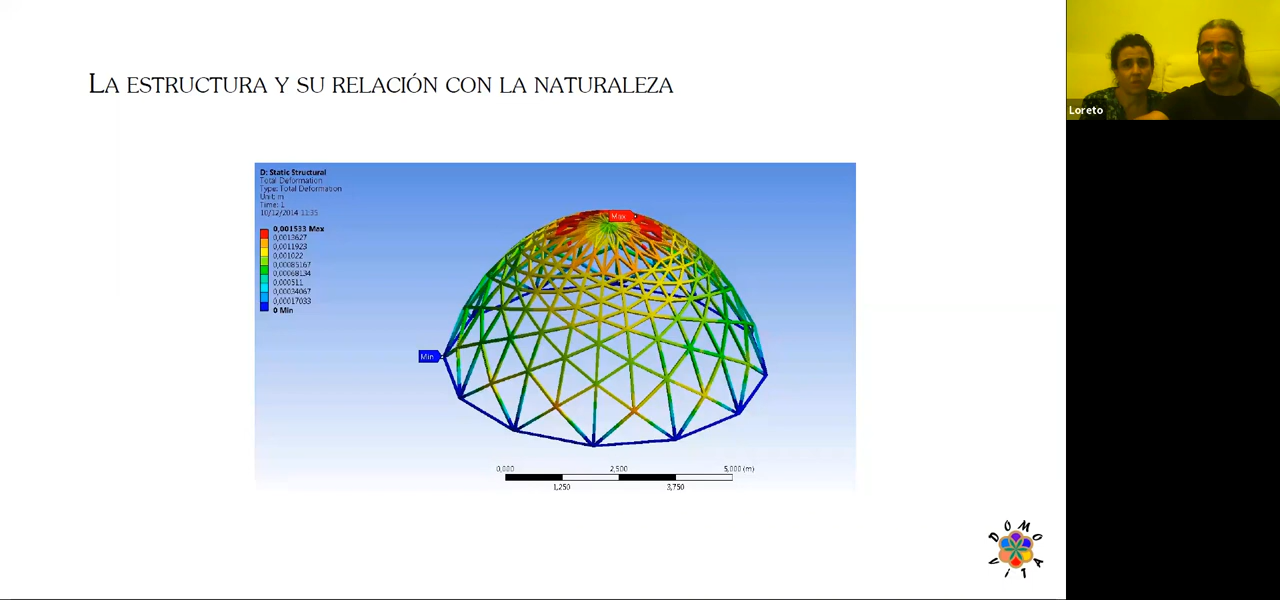 LA ESTRUCTURA Y SU RELACIÓN CON LA NATURALEZA
Loreto
D: Static Structural
Total Deformation
Type: Total Deformation
Unit: m
Time: 1
10/12/2014 11:35
0,001533 Max
0,0013627
0,0011923
0,001022
0,00085167
0,00068134
0,000511
0,00034067
0,00017033
0 Min
Max
Min
0,000 2,500 5,000 (m)
1,250 3,750
DOMO
VITA